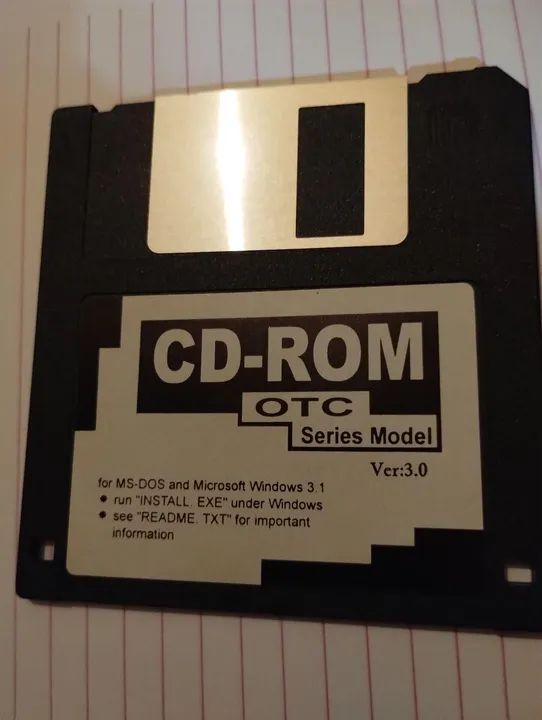 CD-ROM
OTC
Series Model
Ver:3.0
for MS-DOS and Microsoft Windows 3.1
* run "INSTALL. EXE" under Windows
* see "README. TXT" for important
information